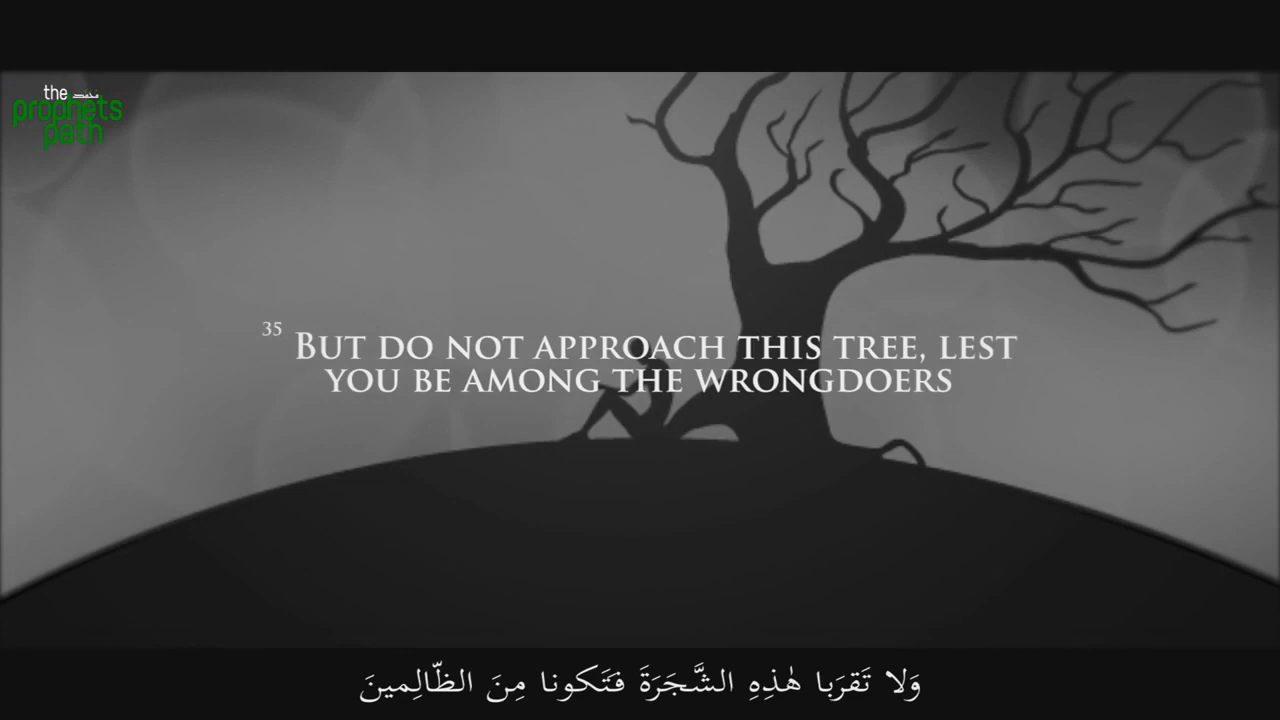 the محمد
prophets
path
35 BUT DO NOT APPROACH THIS TREE, LEST
YOU BE AMONG THE WRONGDOERS
وَلا تَقرَبا هٰذِهِ الشَّجَرَةَ فَتَكونا مِنَ الظّالِمينَ